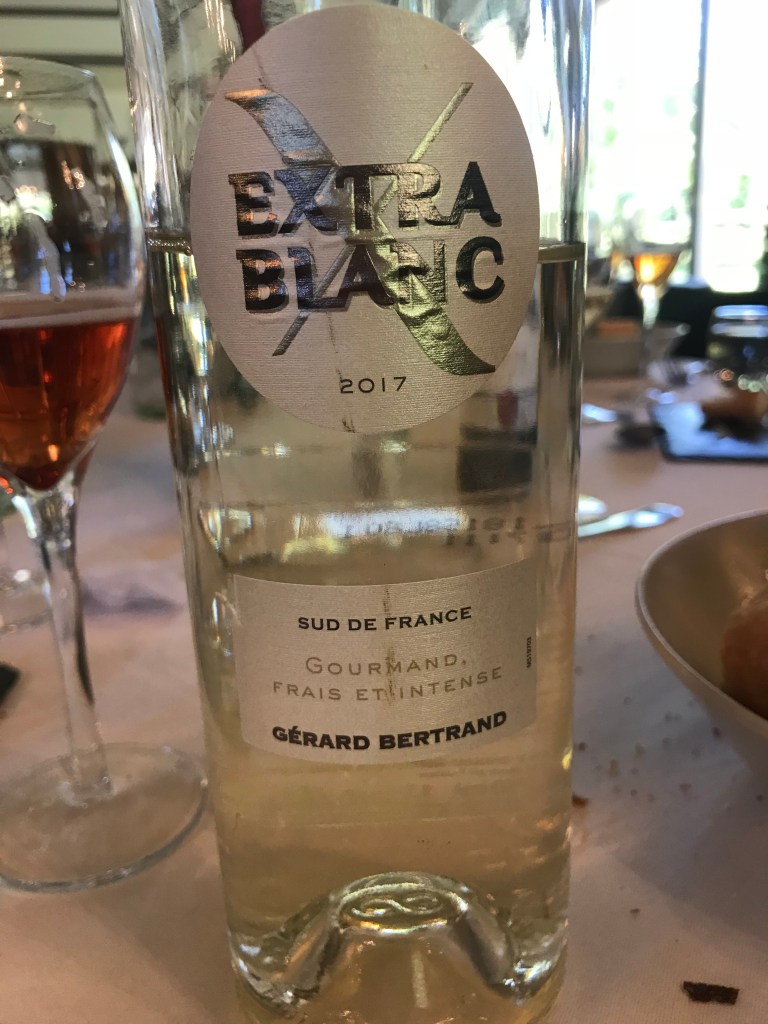 EXTRA
BLANC
2017
SUD DE FRANCE
GOURMAND,
FRAIS ET INTENSE
GÉRARD BERTRAND